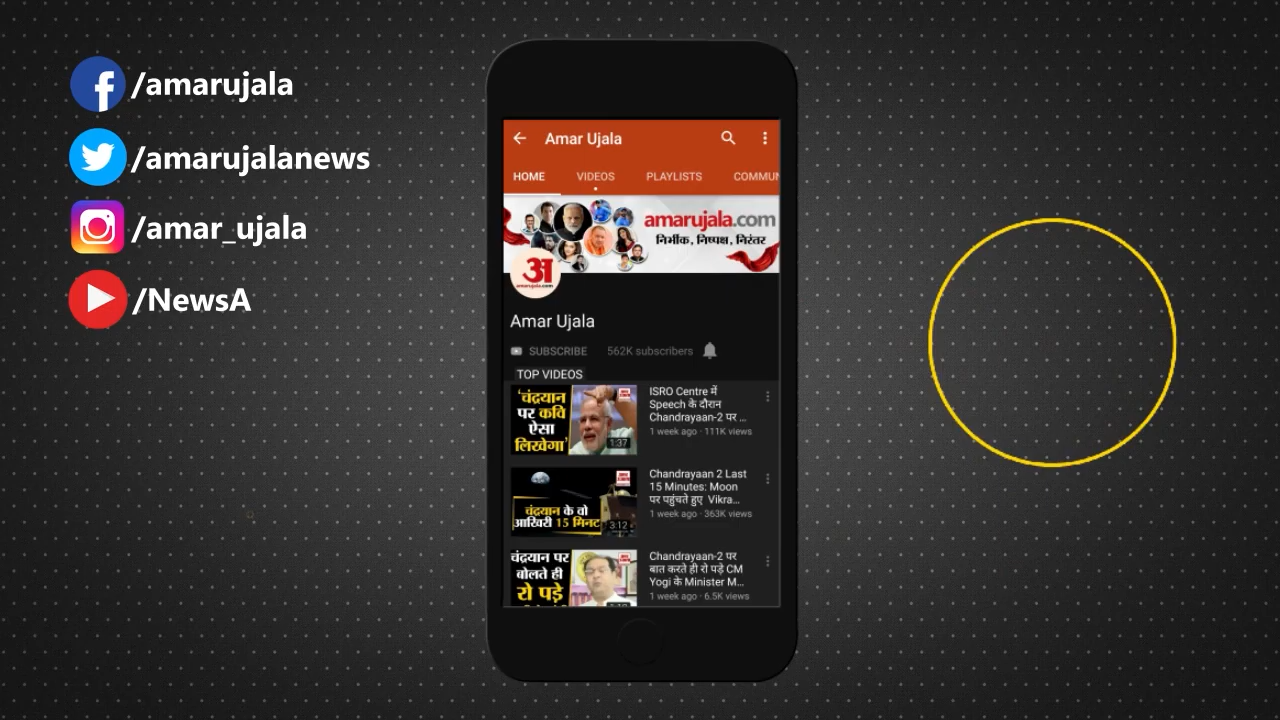 /amarujala
/amarujalanews
/amar_ujala
/NewsA
Amar Ujala
HOME
VIDEOS
PLAYLISTS
COMMUN
amarujala.com
निर्भीक, निष्पक्ष, निरंतर
अ
amarujala.com
Amar Ujala
SUBSCRIBE
562K subscribers
TOP VIDEOS
'चंद्रयान
पर कवि
ऐसा
लिखेगा'
1:37
ISRO Centre में
Speech के दौरान
Chandrayaan-2 पर ...
1 week ago · 111K views
चंद्रयान के वो
आखिरी 15 मिनट
3:12
Chandrayaan 2 Last
15 Minutes: Moon
पर पहुंचते हुए Vikra...
1 week ago · 363K views
चंद्रयान पर
बोलते ही
रो पड़े
Chandrayaan-2 पर
बात करते ही रो पड़े CM
Yogi के Minister M...
1 week ago · 6.5K views